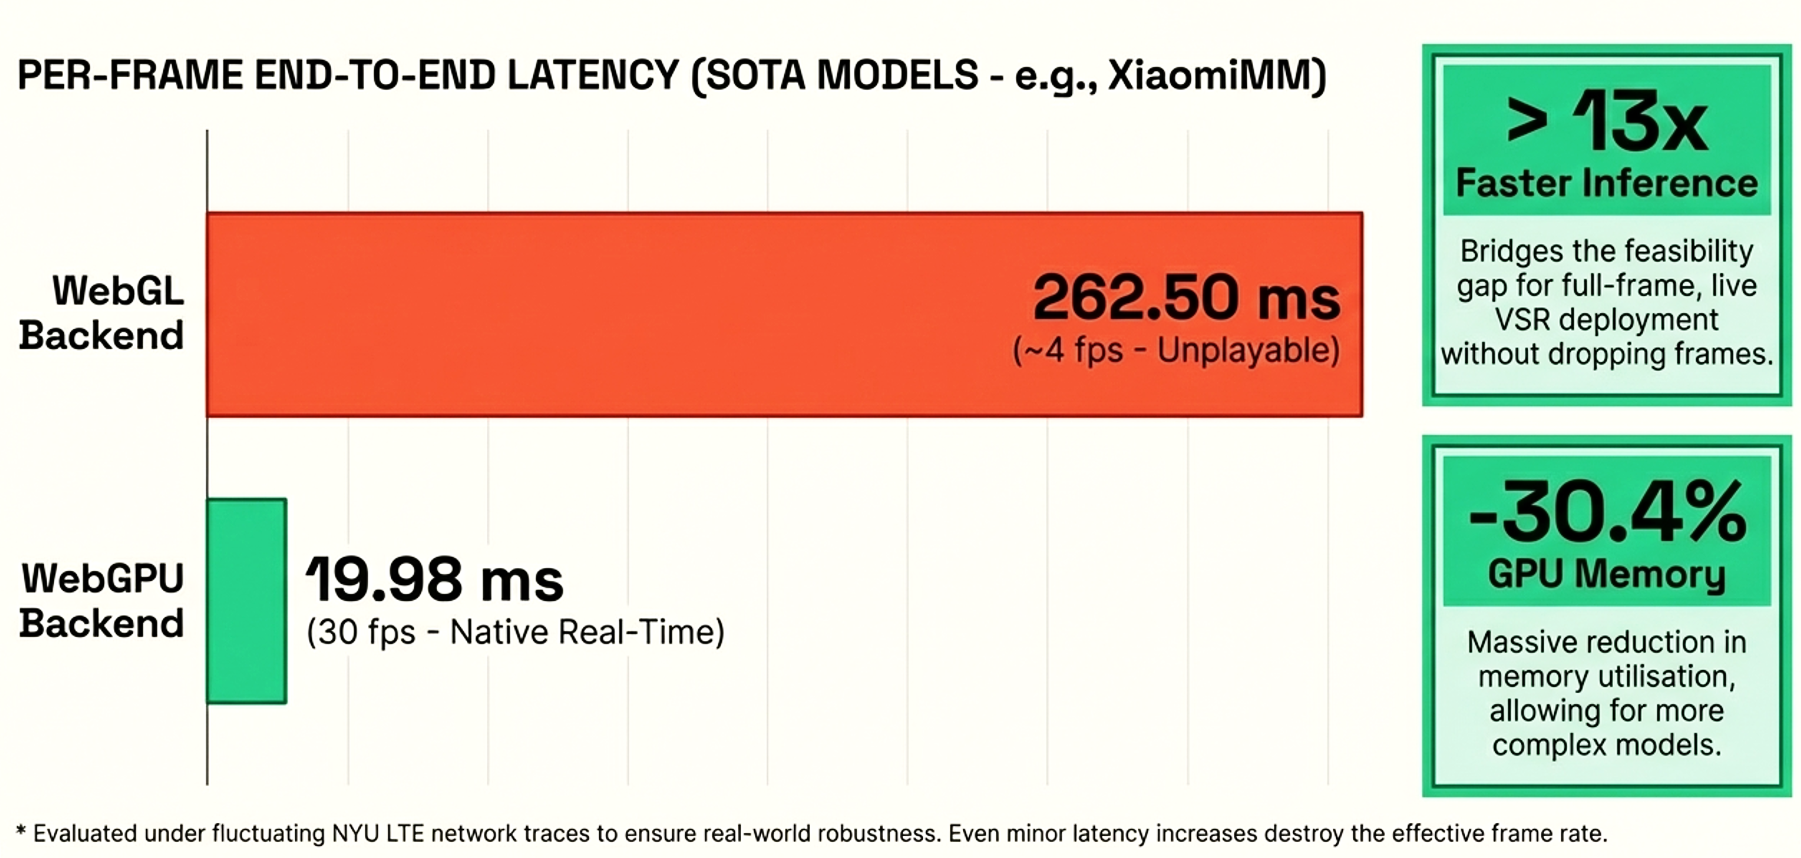 PER-FRAME END-TO-END LATENCY (SOTA MODELS - e.g., XiaomiMM)
WebGL
Backend
262.50 ms
(~4 fps - Unplayable)
WebGPU
Backend
19.98 ms
(30 fps - Native Real-Time)
> 13x
Faster Inference
Bridges the feasibility
gap for full-frame, live
VSR deployment
without dropping frames.
-30.4%
GPU Memory
Massive reduction in
memory utilisation,
allowing for more
complex models.
* Evaluated under fluctuating NYU LTE network traces to ensure real-world robustness. Even minor latency increases destroy the effective frame rate.